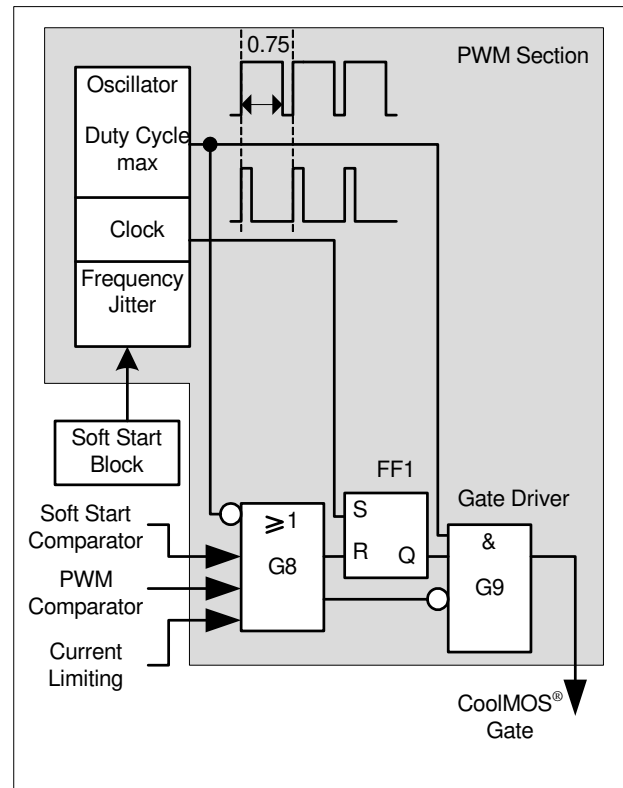 0.75
PWM Section
Oscillator
Duty Cycle
max
Clock
Frequency
Jitter
Soft Start
Block
FF1
Gate Driver
Soft Start
Comparator
PWM
Comparator
Current
Limiting
⩾1
G8
S
R
Q
&
G9
CoolMOS®
Gate